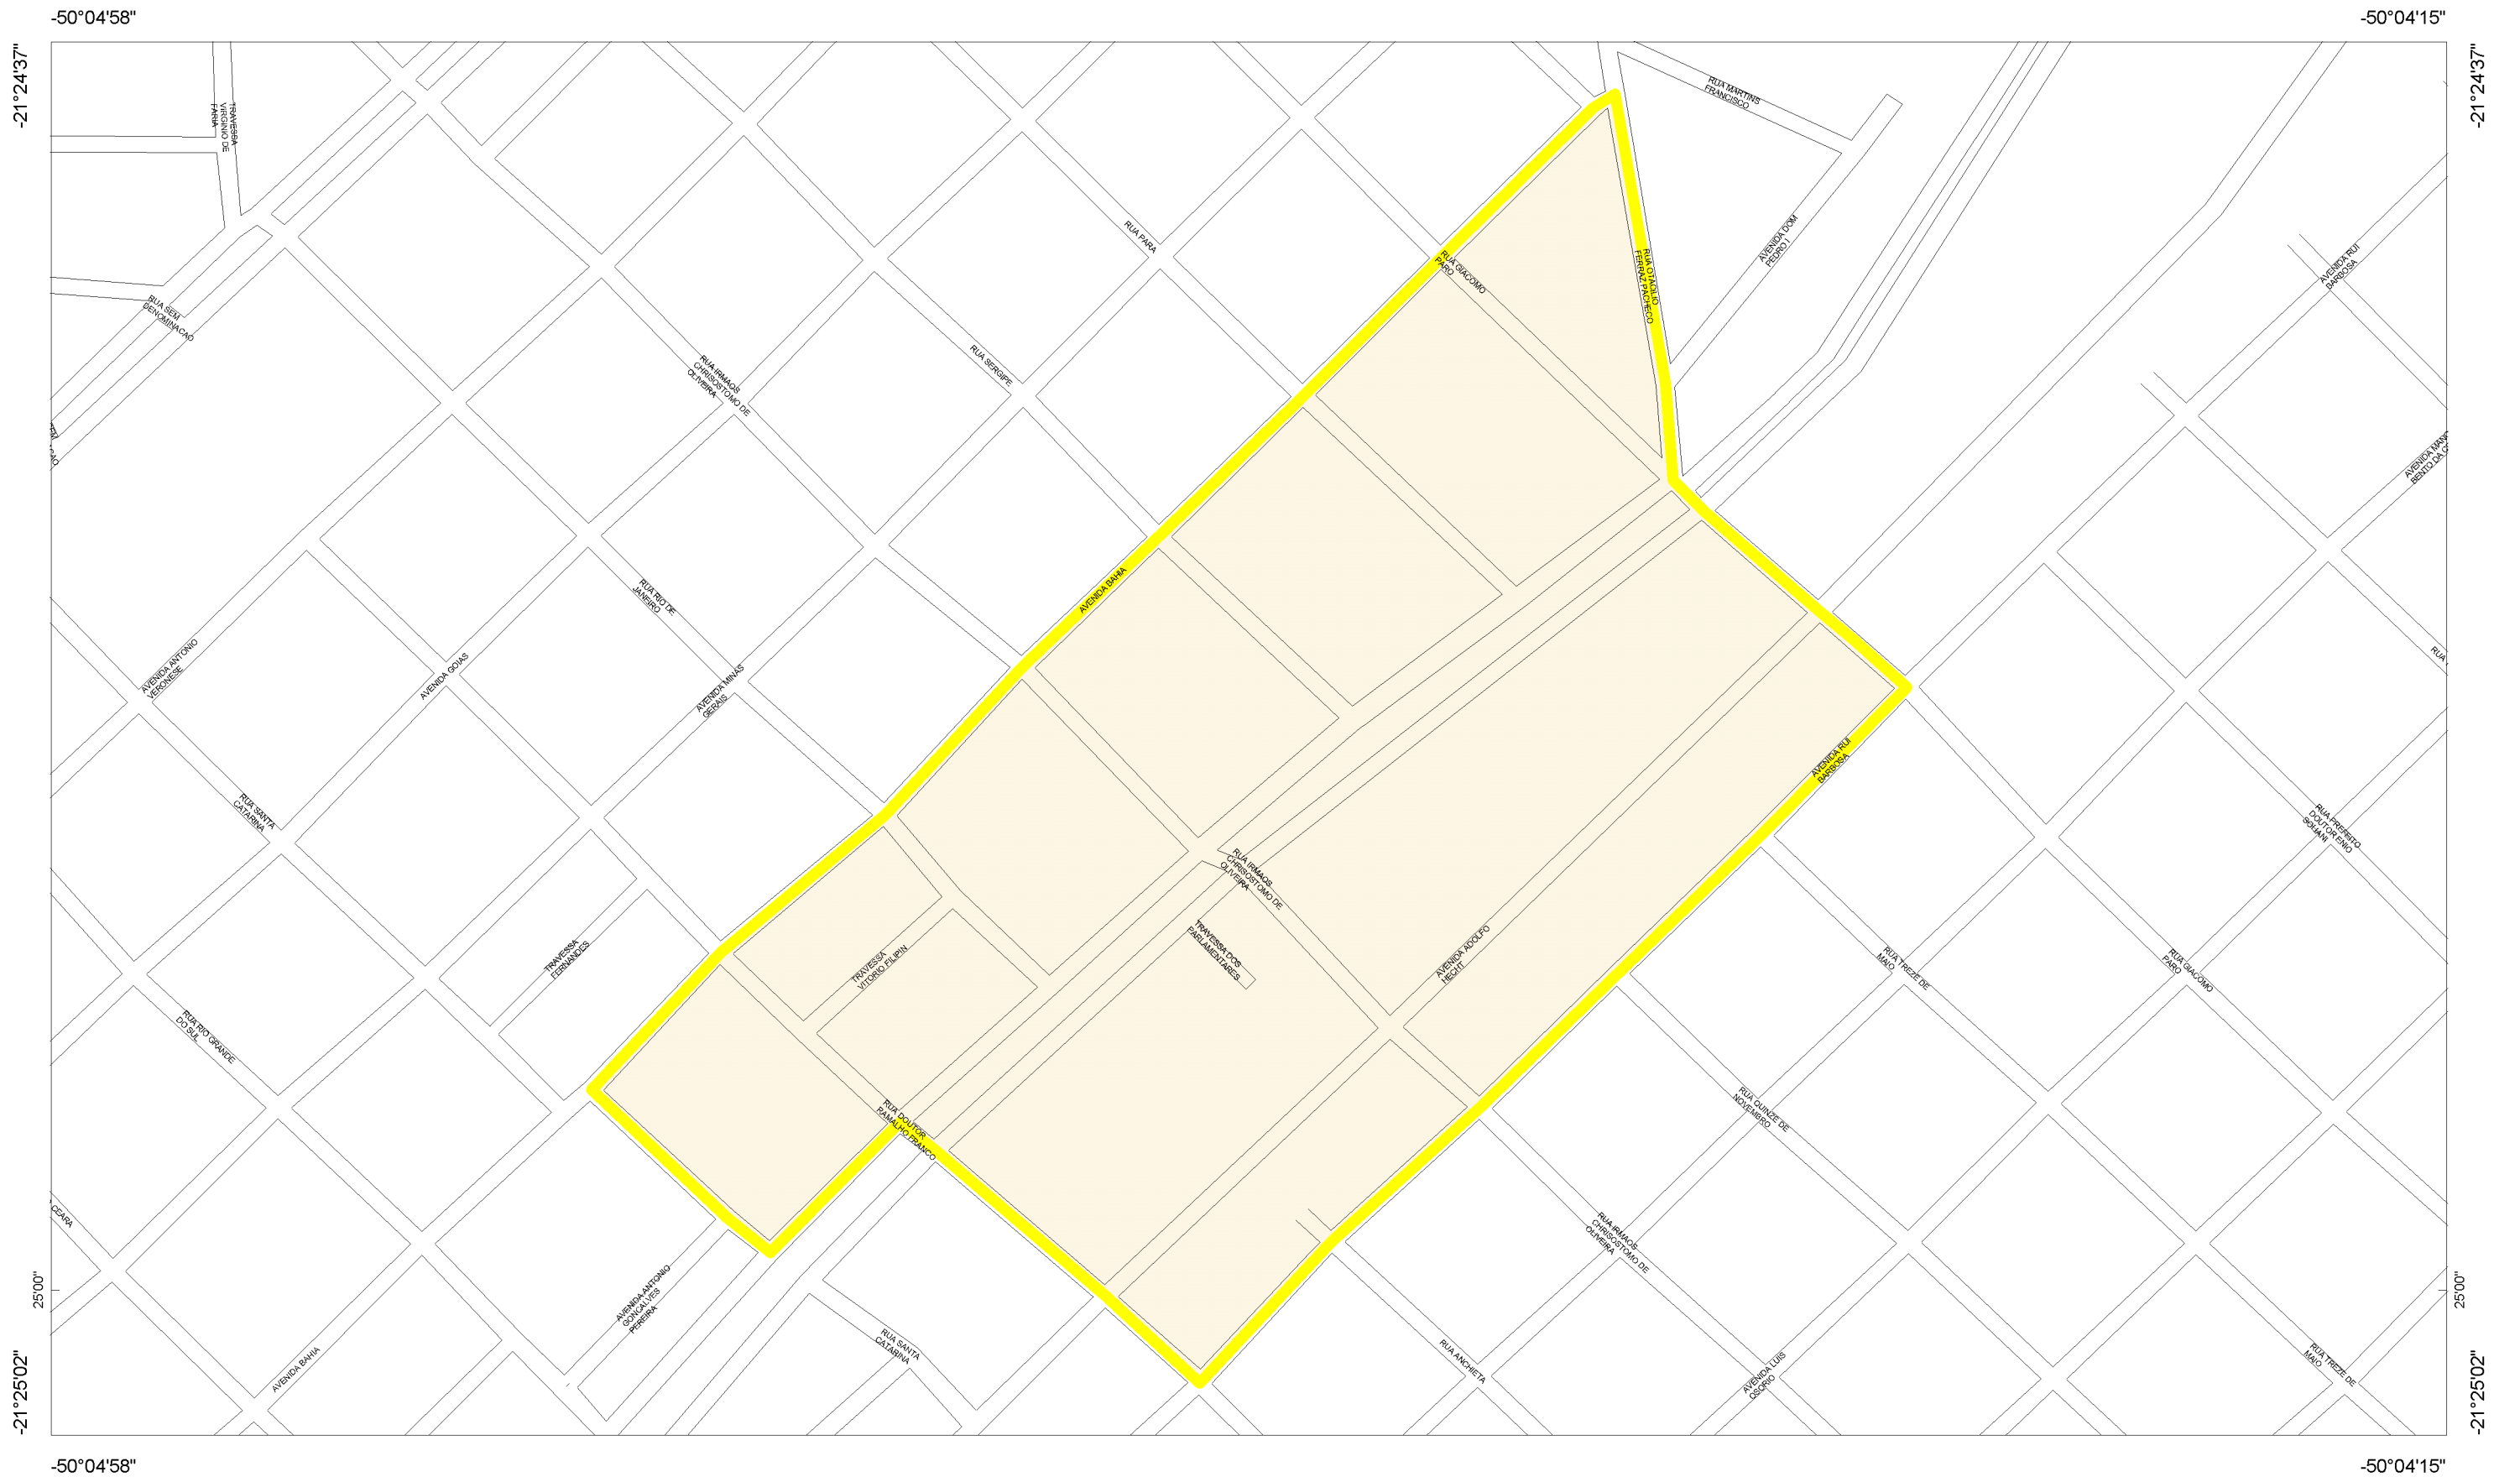 -50°04'58"
-50°04'15"
-21°24'37"
-21°24'37"
TRAVESSA
VIRGINIO DE
FARIA
RUA MARTINS
FRANCISCO
RUA PARA
AVENIDA DOM
PEDRO I
RUA GIACOMO
PARO
RUA OTAOLIO
FERRAZ PACHECO
AVENIDA RUI
BARBOSA
RUA SEM
DENOMINACAO
RUA SERGIPE
RUA IRMAOS
CHRISOSTOMO DE
OLIVEIRA
AVENIDA BAHIA
RUA RIO DE
JANEIRO
AVENIDA ANTONIO
VERONESE
AVENIDA GOIAS
AVENIDA MINAS
GERAIS
RUA
AVENIDA RUI
BARBOSA
RUA SANTA
CATARINA
RUA PREFEITO
DOUTOR ENIO
SOLIANI
RUA IRMAOS
CHRISOSTOMO DE
OLIVEIRA
TRAVESSA
FERNANDES
TRAVESSA
VITORIO FILIPIN
TRAVESSA DOS
PARLAMENTARES
AVENIDA ADOLFO
HECHT
RUA TREZE DE
MAIO
RUA GIACOMO
PARO
RUA RIO GRANDE
DO SUL
RUA DOUTOR
RAMALHO FRANCO
RUA QUINZE DE
NOVEMBRO
CEARA
RUA IRMAOS
CHRISOSTOMO DE
OLIVEIRA
25'00"
25'00"
AVENIDA ANTONIO
GONCALVES
PEREIRA
RUA SANTA
CATARINA
AVENIDA BAHIA
RUA ANCHIETA
AVENIDA LUIS
OSORIO
RUA TREZE DE
MAIO
-21°25'02"
-21°25'02"
-50°04'58"
-50°04'15"